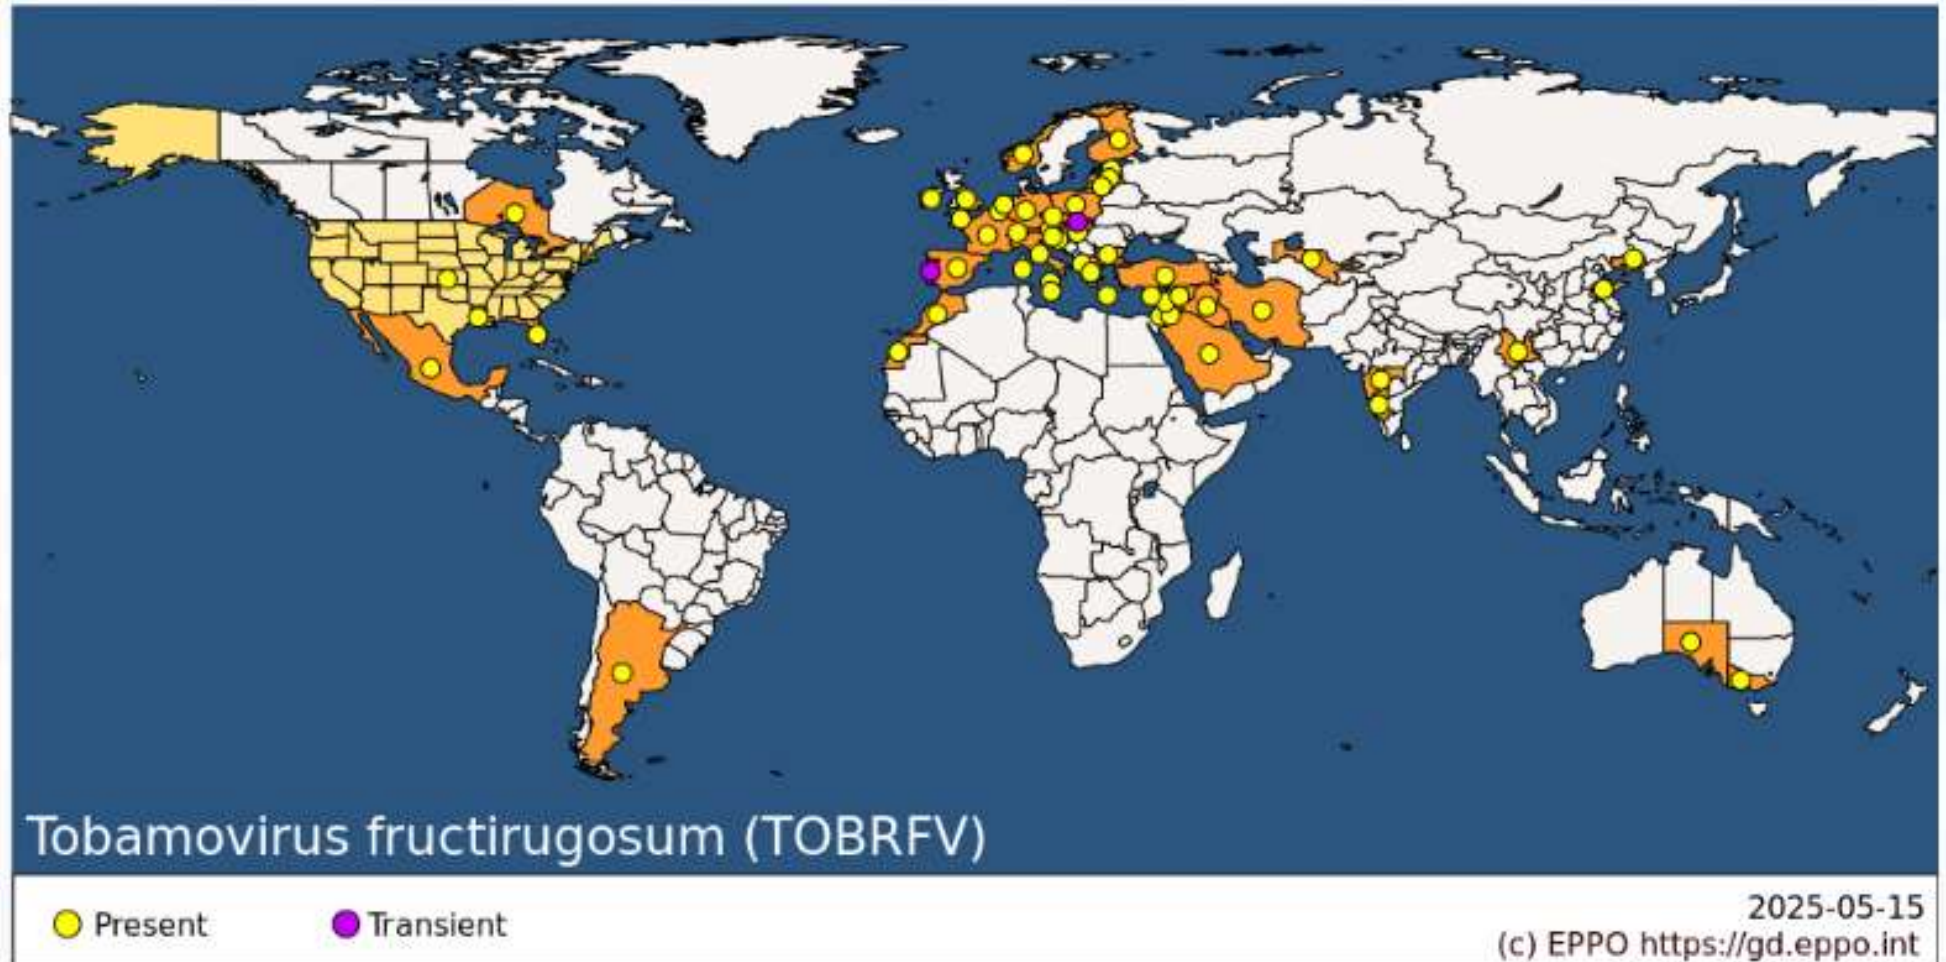 Tobamovirus fructirugosum (TOBRFV)
Present
Transient
2025-05-15
(c) EPPO https://gd.eppo.int